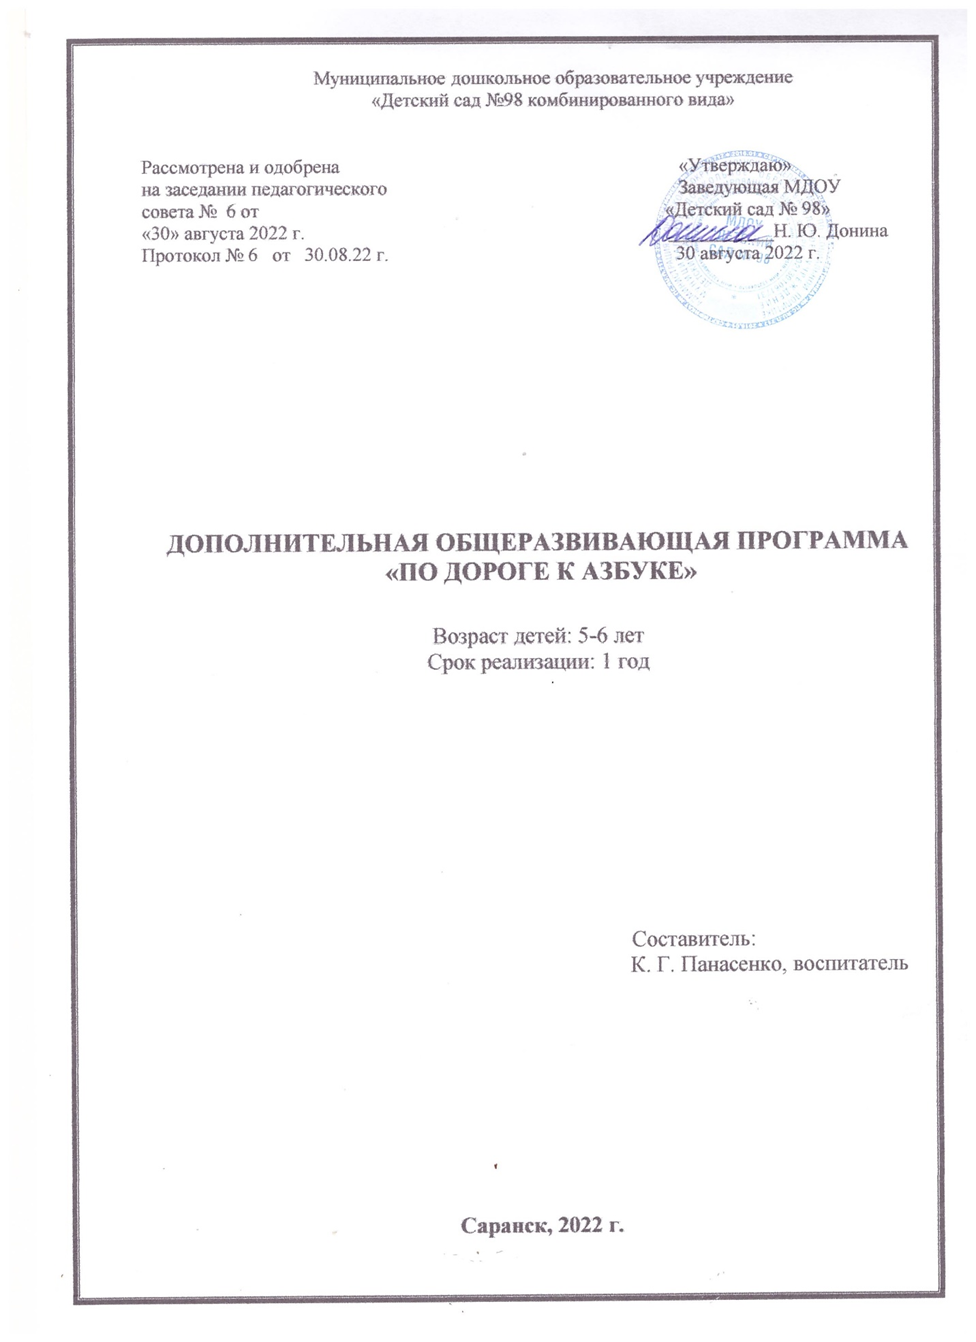 Муниципальное дошкольное образовательное учреждение
«Детский сад №98 комбинированного вида»
Рассмотрена и одобрена
на заседании педагогического
совета № 6 от
«30» августа 2022 г.
Протокол № 6 от 30.08.22 г.
«Утверждаю»
Заведующая МДОУ
«Детский сад № 98»
Н. Ю. Донина
30 августа 2022 г.
МДОУ
ДОПОЛНИТЕЛЬНАЯ ОБЩЕРАЗВИВАЮЩАЯ ПРОГРАММА
«ПО ДОРОГЕ К АЗБУКЕ»
Возраст детей: 5-6 лет
Срок реализации: 1 год
Составитель:
К. Г. Панасенко, воспитатель
Саранск, 2022 г.